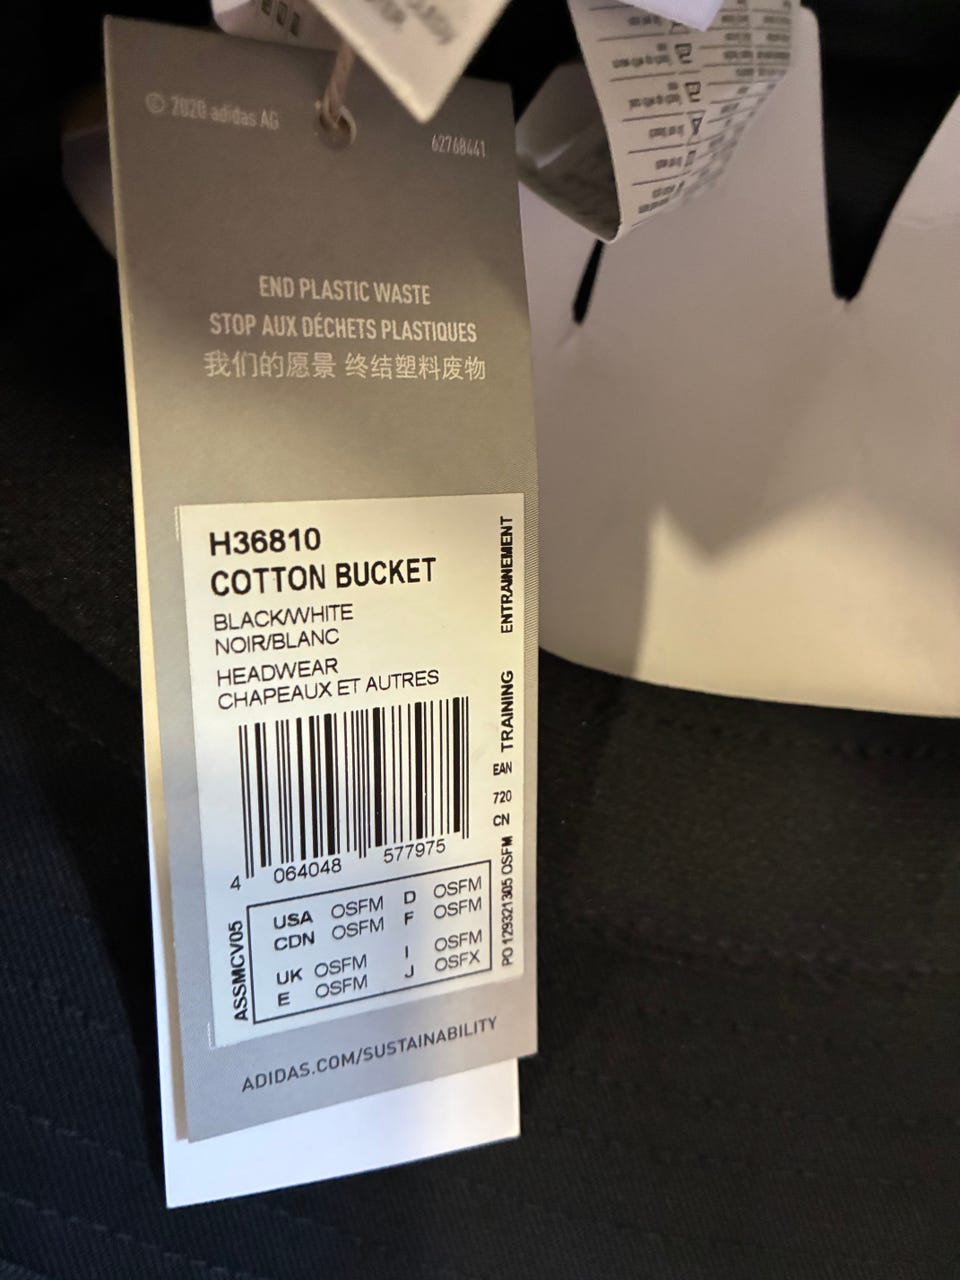 © 2020 adidas AG
62768441
END PLASTIC WASTE
STOP AUX DÉCHETS PLASTIQUES
我们的愿景 终结塑料废物
H36810
COTTON BUCKET
BLACK/WHITE
NOIR/BLANC
HEADWEAR
CHAPEAUX ET AUTRES
4 064048 577975
TRAINING ENTRAINEMENT
PO 129321305 OSFM CN 720 EAN
ASSMCV05
USA OSFM D OSFM
CDN OSFM F OSFM
UK OSFM I OSFM
E OSFM J OSFX
ADIDAS.COM/SUSTAINABILITY